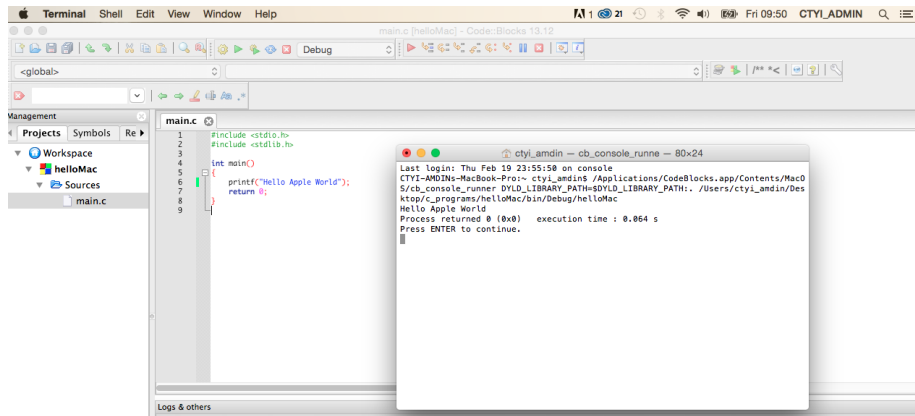 Terminal Shell Edit View Window Help
1 21 Fri 09:50 CTYI_ADMIN
main.c [helloMac] - Code::Blocks 13.12
Debug
<global>
/** *<
Management
main.c
Projects Symbols Re
Workspace
helloMac
Sources
main.c
1 #include <stdio.h>
2 #include <stdlib.h>
3
4 int main()
5 {
6 printf("Hello Apple World");
7 return 0;
8 }
9
ctyi_amdin — cb_console_runne — 80×24
Last login: Thu Feb 19 23:55:50 on console
CTYI-AMDINs-MacBook-Pro:~ ctyi_amdin$ /Applications/CodeBlocks.app/Contents/MacO
S/cb_console_runner DYLD_LIBRARY_PATH=$DYLD_LIBRARY_PATH:. /Users/ctyi_amdin/Des
ktop/c_programs/helloMac/bin/Debug/helloMac
Hello Apple World
Process returned 0 (0x0) execution time : 0.064 s
Press ENTER to continue.
Logs & others